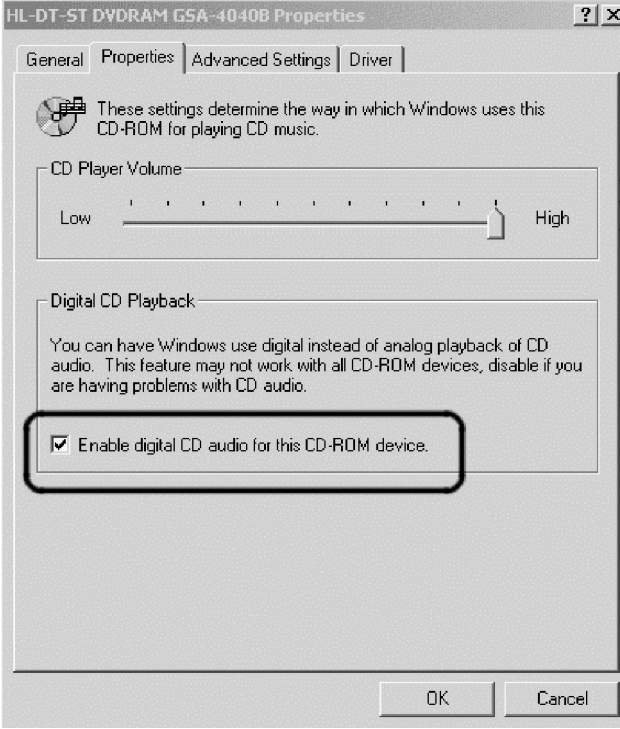 HL-DT-ST DVDRAM GSA-4040B Properties
General Properties Advanced Settings Driver
These settings determine the way in which Windows uses this
CD-ROM for playing CD music.
CD Player Volume
Low High
Digital CD Playback
You can have Windows use digital instead of analog playback of CD
audio. This feature may not work with all CD-ROM devices, disable if you
are having problems with CD audio.
Enable digital CD audio for this CD-ROM device.
OK Cancel